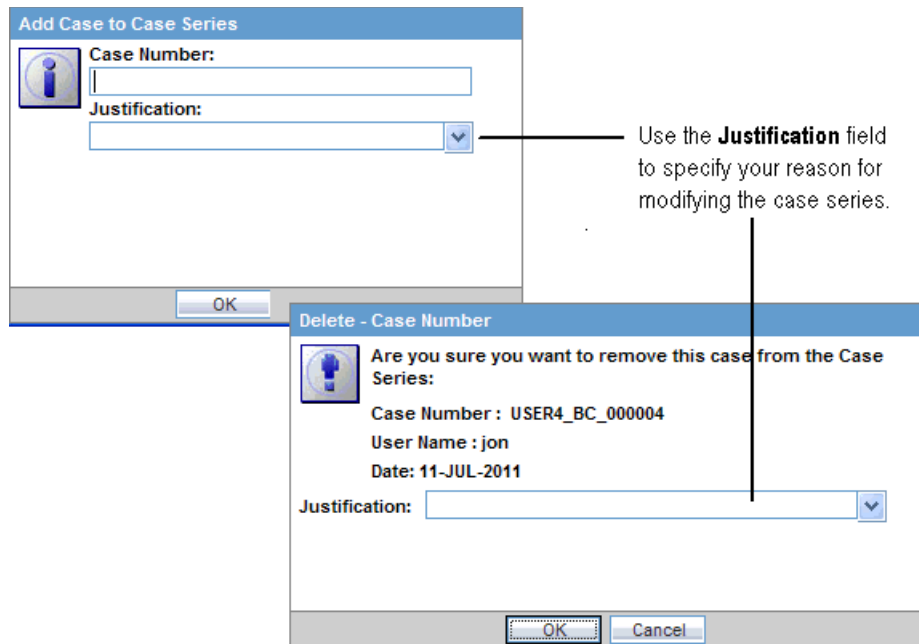 Add Case to Case Series
Case Number:
Justification:
OK
Use the Justification field
to specify your reason for
modifying the case series.
.
Delete - Case Number
Are you sure you want to remove this case from the Case
Series:
Case Number : USER4_BC_000004
User Name : jon
Date: 11-JUL-2011
Justification:
OK
Cancel